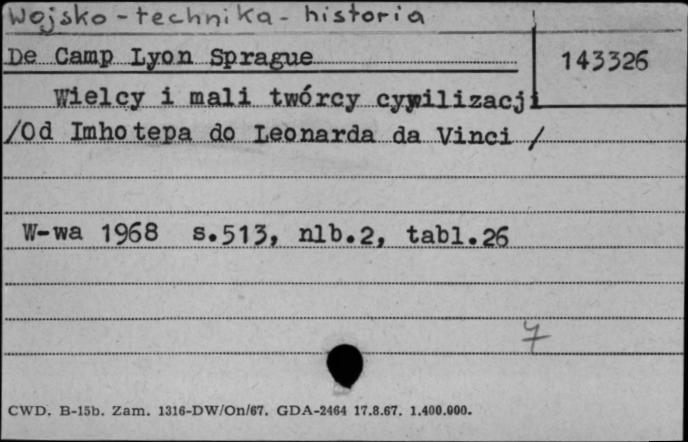 Wojsko - technika - historia
De Camp Lyon Sprague
143326
Wielcy i mali twórcy cywilizacji
/Od Imhotepa do Leonarda da Vinci /
W-wa 1968 s.513, nlb.2, tabl.26
7
CWD. B-15b. Zam. 1316-DW/On/67. GDA-2464 17.8.67. 1.400.000.